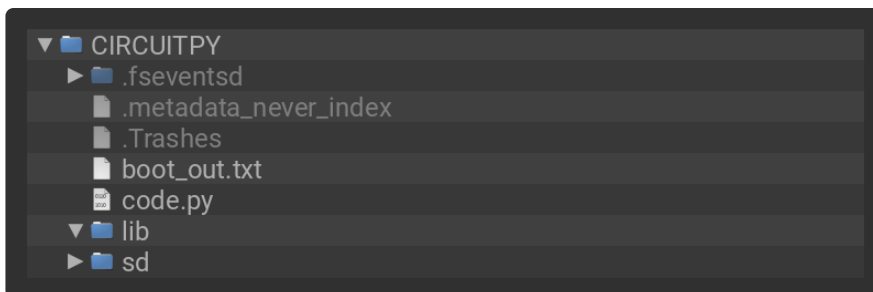 CIRCUITPY
.fseventsd
.metadata_never_index
.Trashes
boot_out.txt
code.py
lib
sd